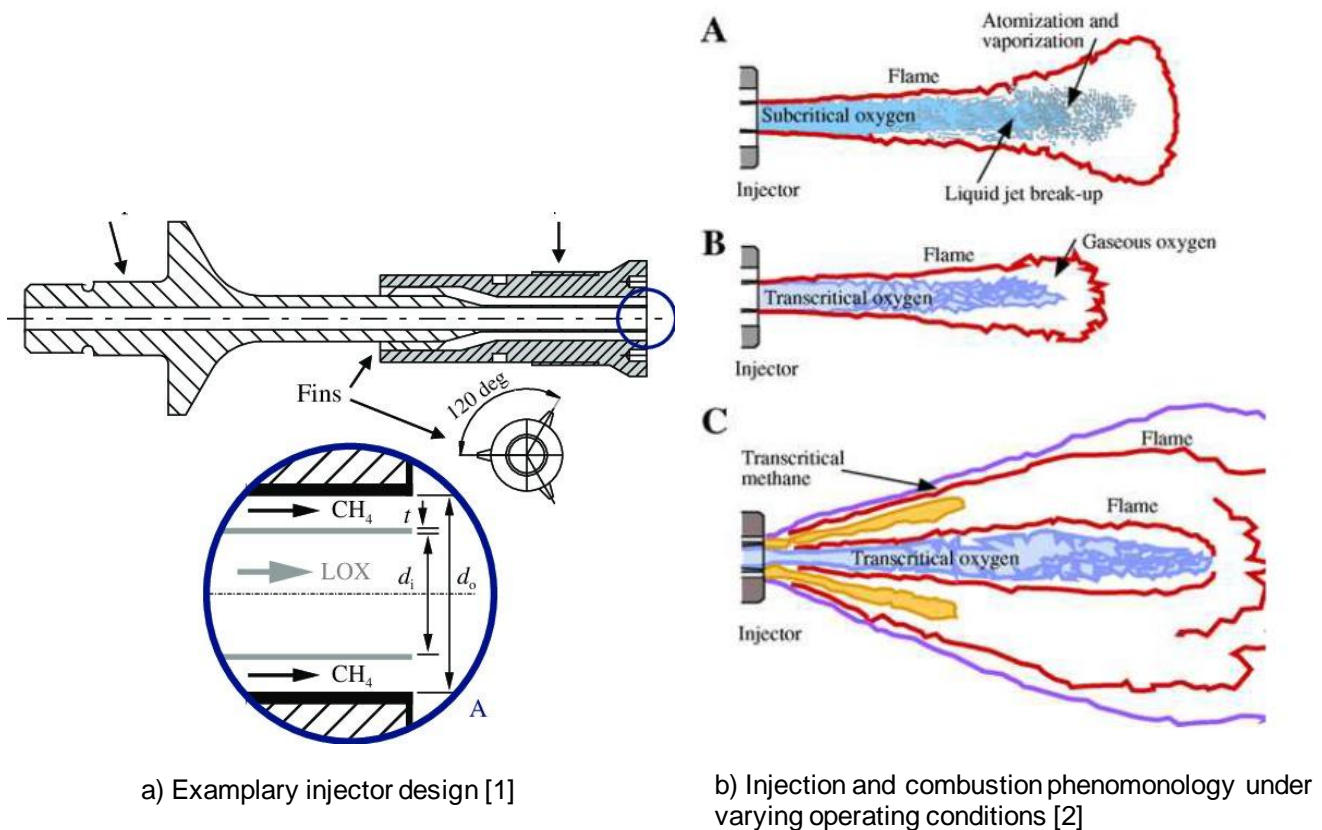 Fins
120 deg
CH4
t
LOX
di
do
CH4
A
a) Examplary injector design [1]
A
Atomization and
vaporization
Flame
Subcritical oxygen
Injector
Liquid jet break-up
B
Flame
Gaseous oxygen
Transcritical oxygen
Injector
C
Transcritical
methane
Flame
Flame
Transcritical oxygen
Injector
b) Injection and combustion phenomonology under
varying operating conditions [2]